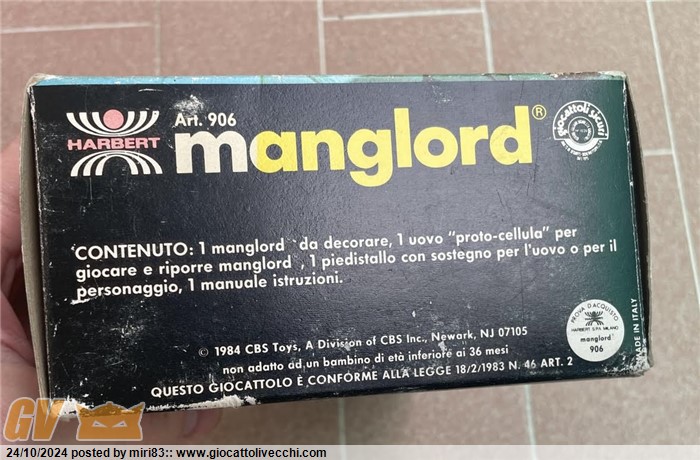 Art. 906
HARBERT
manglord®
giocattoli sicuri
CONTENUTO: 1 manglord da decorare, 1 uovo "proto-cellula" per
giocare e riporre manglord , 1 piedistallo con sostegno per l'uovo o per il
personaggio, 1 manuale istruzioni.
© 1984 CBS Toys, A Division of CBS Inc., Newark, NJ 07105
non adatto ad un bambino di età inferiore ai 36 mesi
QUESTO GIOCATTOLO È CONFORME ALLA LEGGE 18/2/1983 N. 46 ART. 2
PROVA D'ACQUISTO
HARBERT S.P.A. MILANO
manglord
906
MADE IN ITALY
GV
24/10/2024 posted by miri83:: www.giocattolivecchi.com